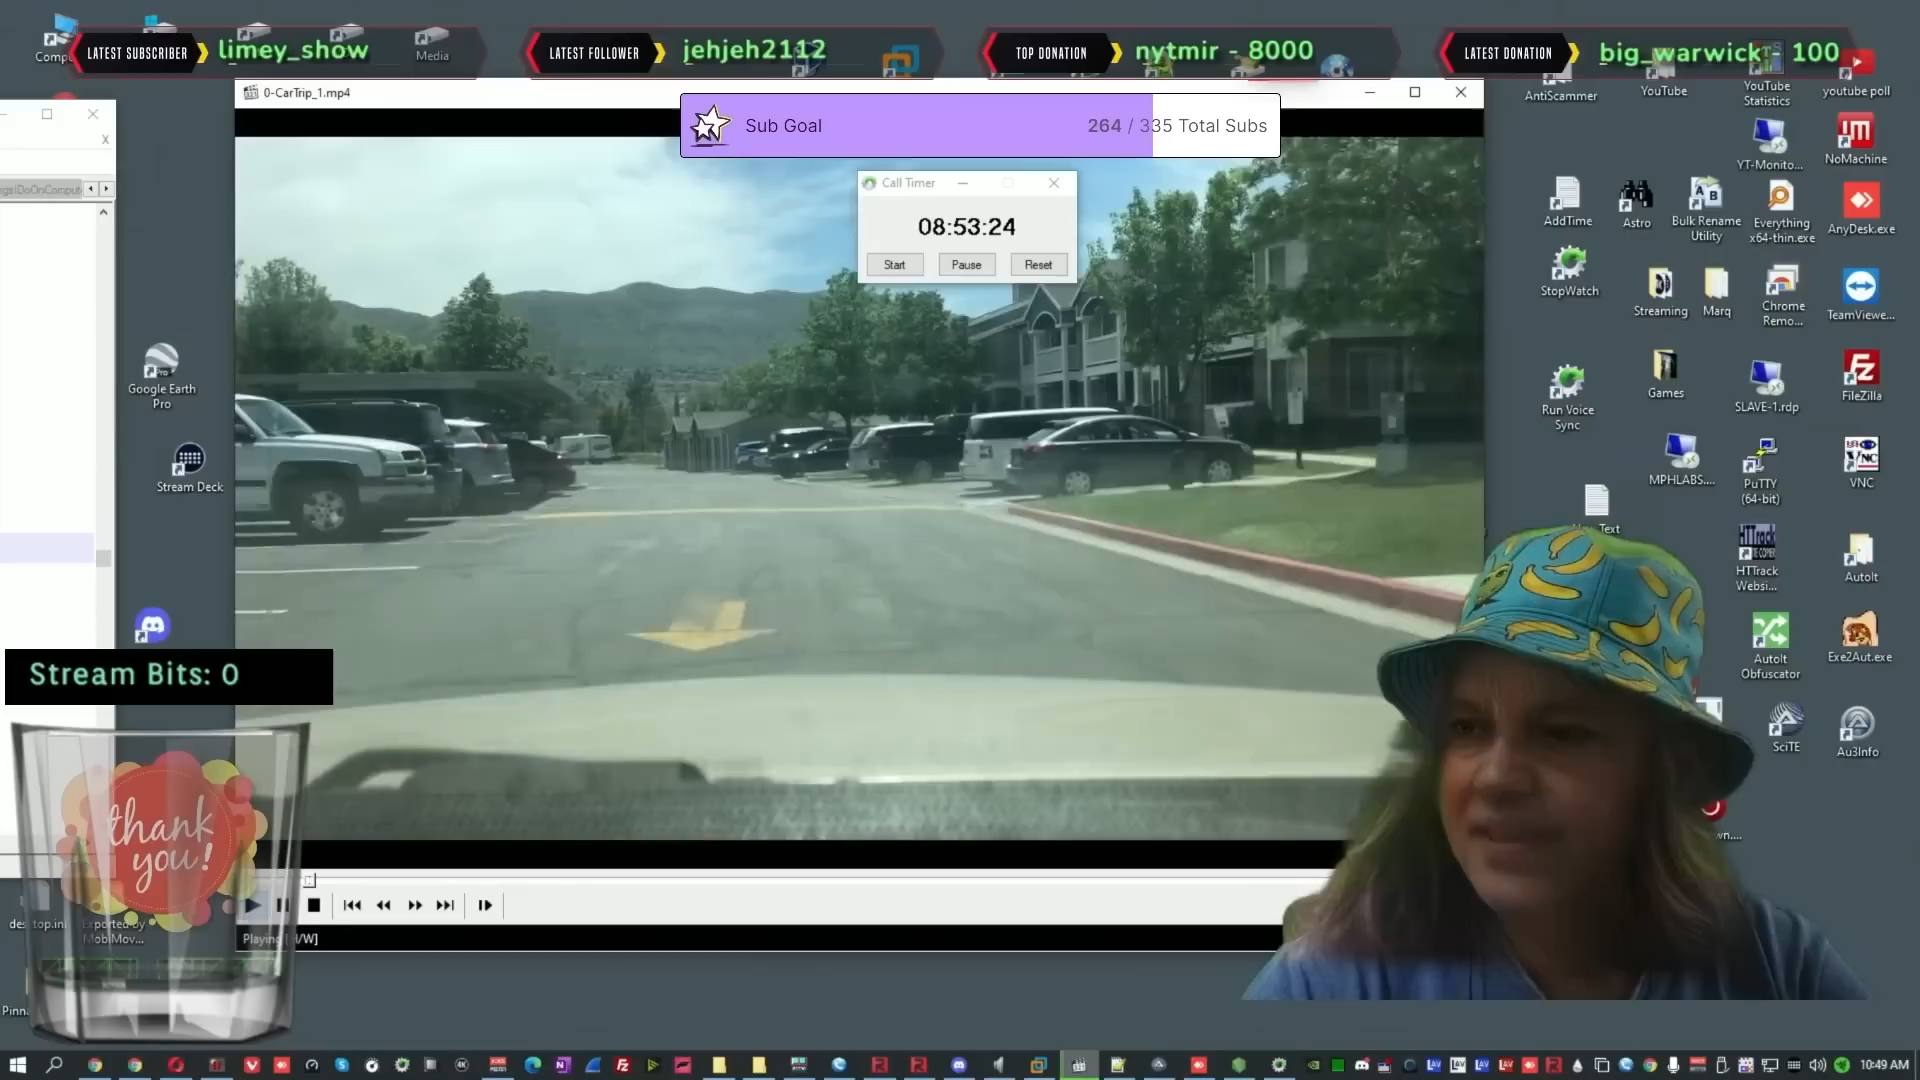 LATEST SUBSCRIBER
limey_show
LATEST FOLLOWER
jehjeh2112
TOP DONATION
nytmir - 8000
LATEST DONATION
big_warwick - 100
Media
0-CarTrip_1.mp4
Sub Goal
264 / 335 Total Subs
Call Timer
08:53:24
Start
Pause
Reset
AntiScammer
YouTube
YouTube
Statistics
youtube poll
YT-Monito...
NoMachine
AddTime
Astro
Bulk Rename
Utility
Everything
x64-thin.exe
AnyDesk.exe
StopWatch
Streaming
Marq
Chrome
Remo...
TeamViewe...
Run Voice
Sync
Games
SLAVE-1.rdp
FileZilla
MPHLABS....
PuTTY
(64-bit)
VNC
HTTrack
Websi...
AutoIt
AutoIt
Obfuscator
Exe2Aut.exe
SciTE
Au3Info
Google Earth
Pro
Stream Deck
Stream Bits: 0
thank
you!
Exported by
MobiMov...
Playing
10:49 AM